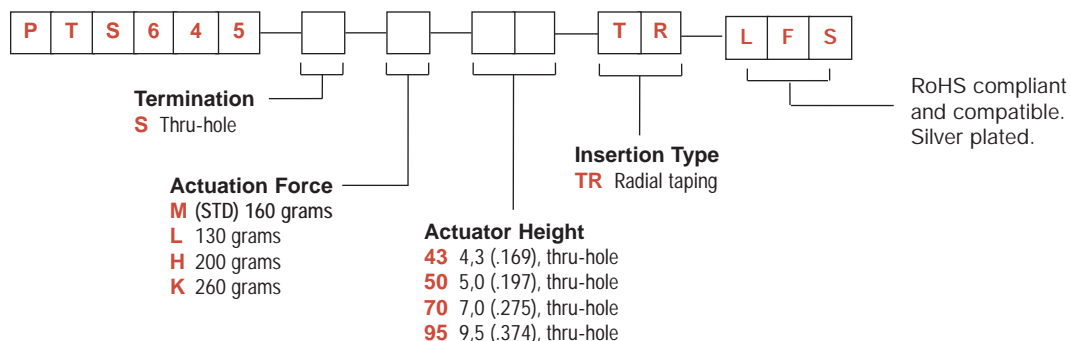 P T S 6 4 5 T R L F S
Termination
S Thru-hole
Actuation Force
M (STD) 160 grams
L 130 grams
H 200 grams
K 260 grams
Actuator Height
43 4,3 (.169), thru-hole
50 5,0 (.197), thru-hole
70 7,0 (.275), thru-hole
95 9,5 (.374), thru-hole
Insertion Type
TR Radial taping
RoHS compliant
and compatible.
Silver plated.